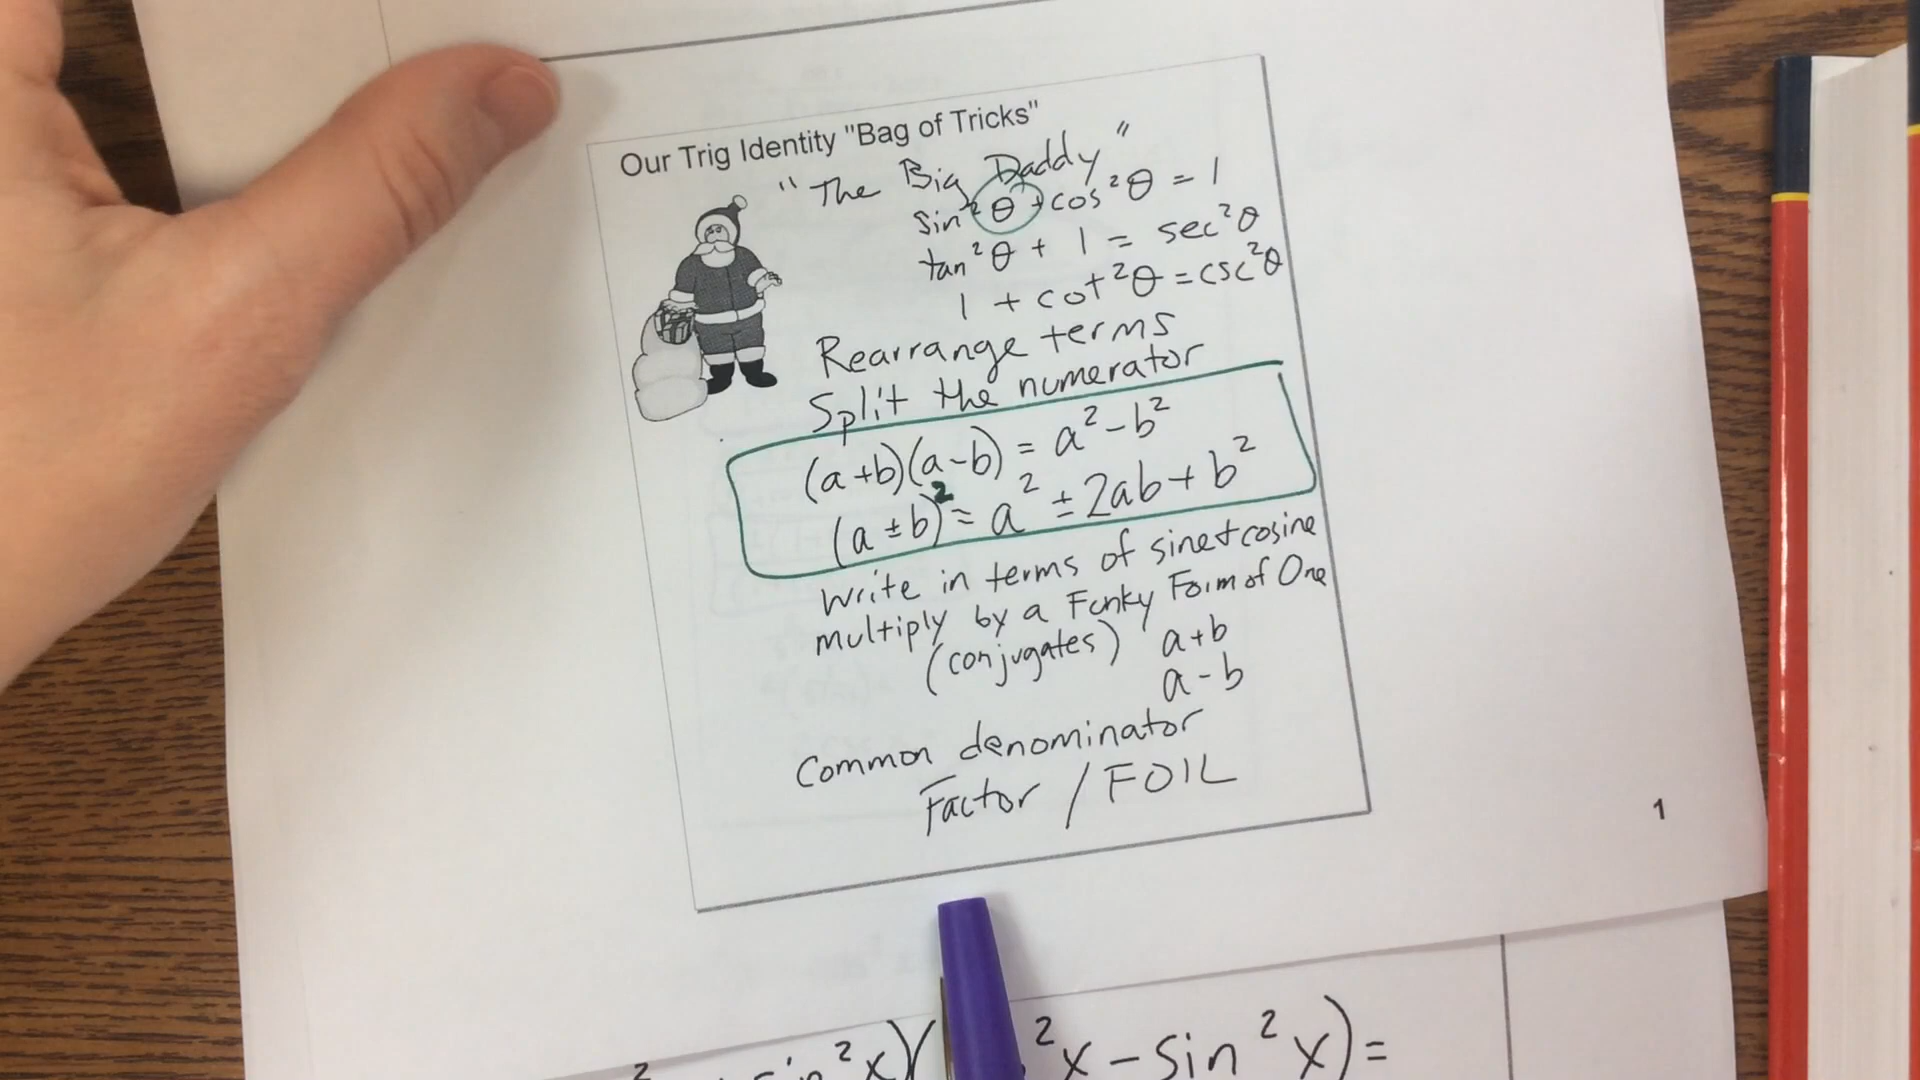 Our Trig Identity "Bag of Tricks"
"The Big Daddy"
sin²θ + cos²θ = 1
tan²θ + 1 = sec²θ
1 + cot²θ = csc²θ
Rearrange terms
Split the numerator
(a+b)(a-b) = a² - b²
(a ± b)² = a² ± 2ab + b²
write in terms of sine + cosine
multiply by a Funky Form of One
(conjugates) a+b
a-b
Common denominator
Factor / FOIL
1
²x)( ²x - sin²x) =